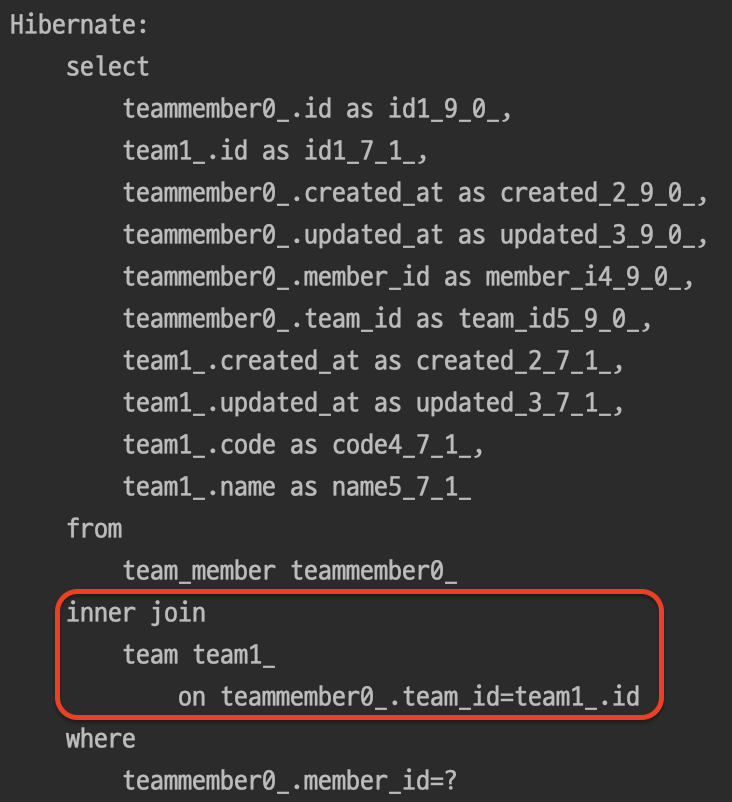 Hibernate:
select
teammember0_.id as id1_9_0_,
team1_.id as id1_7_1_,
teammember0_.created_at as created_2_9_0_,
teammember0_.updated_at as updated_3_9_0_,
teammember0_.member_id as member_i4_9_0_,
teammember0_.team_id as team_id5_9_0_,
team1_.created_at as created_2_7_1_,
team1_.updated_at as updated_3_7_1_,
team1_.code as code4_7_1_,
team1_.name as name5_7_1_
from
team_member teammember0_
inner join
team team1_
on teammember0_.team_id=team1_.id
where
teammember0_.member_id=?